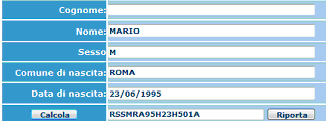 Cognome:
Nome: MARIO
Sesso M
Comune di nascita: ROMA
Data di nascita: 23/06/1995
Calcola RSSMRA95H23H501A Riporta